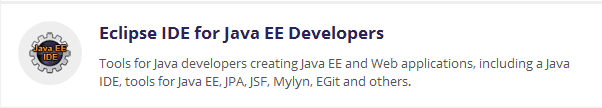 Java EE
IDE
Eclipse IDE for Java EE Developers
Tools for Java developers creating Java EE and Web applications, including a Java
IDE, tools for Java EE, JPA, JSF, Mylyn, EGit and others.